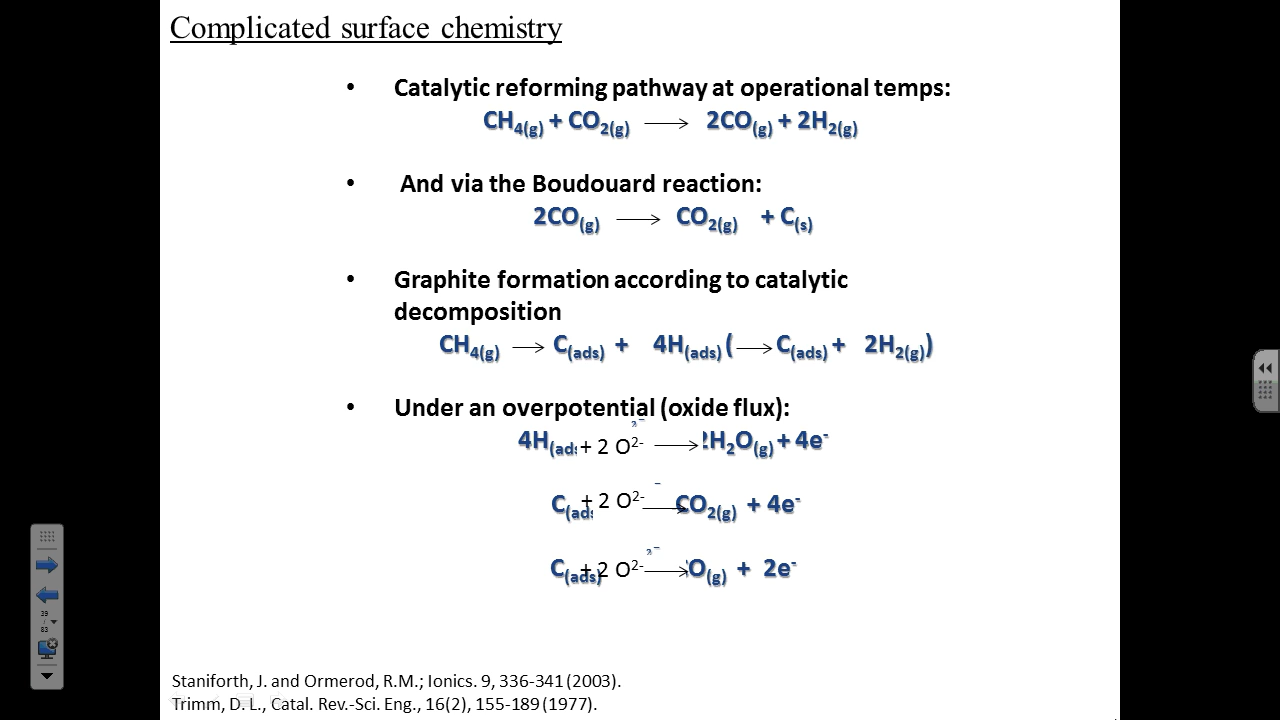 Complicated surface chemistry
• Catalytic reforming pathway at operational temps:
CH₄(g) + CO₂(g) ⟶ 2CO(g) + 2H₂(g)
• And via the Boudouard reaction:
2CO(g) ⟶ CO₂(g) + C(s)
• Graphite formation according to catalytic
decomposition
CH₄(g) ⟶ C(ads) + 4H(ads) ( ⟶ C(ads) + 2H₂(g))
• Under an overpotential (oxide flux):
4H(ads + 2 O²⁻ ⟶ 2H₂O(g) + 4e⁻
C(ads + 2 O²⁻ ⟶ CO₂(g) + 4e⁻
C(ads) + 2 O²⁻ ⟶ O(g) + 2e⁻
39
/
83
Staniforth, J. and Ormerod, R.M.; Ionics. 9, 336-341 (2003).
Trimm, D. L., Catal. Rev.-Sci. Eng., 16(2), 155-189 (1977).